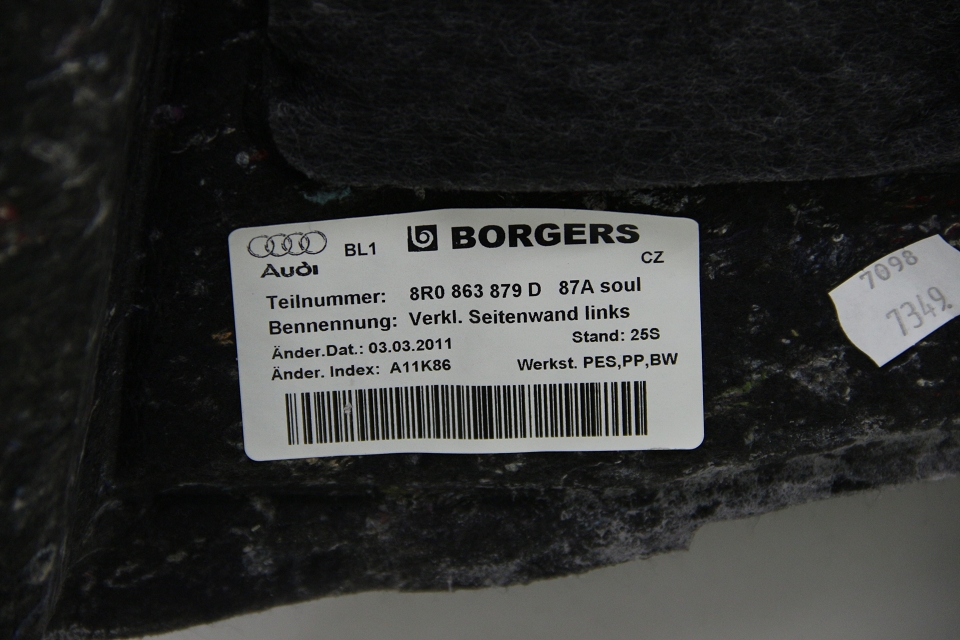 Audi
BL1
BORGERS
CZ
Teilnummer: 8R0 863 879 D 87A soul
Bennennung: Verkl. Seitenwand links
Änder.Dat.: 03.03.2011 Stand: 25S
Änder. Index: A11K86 Werkst. PES,PP,BW
7098
7349.